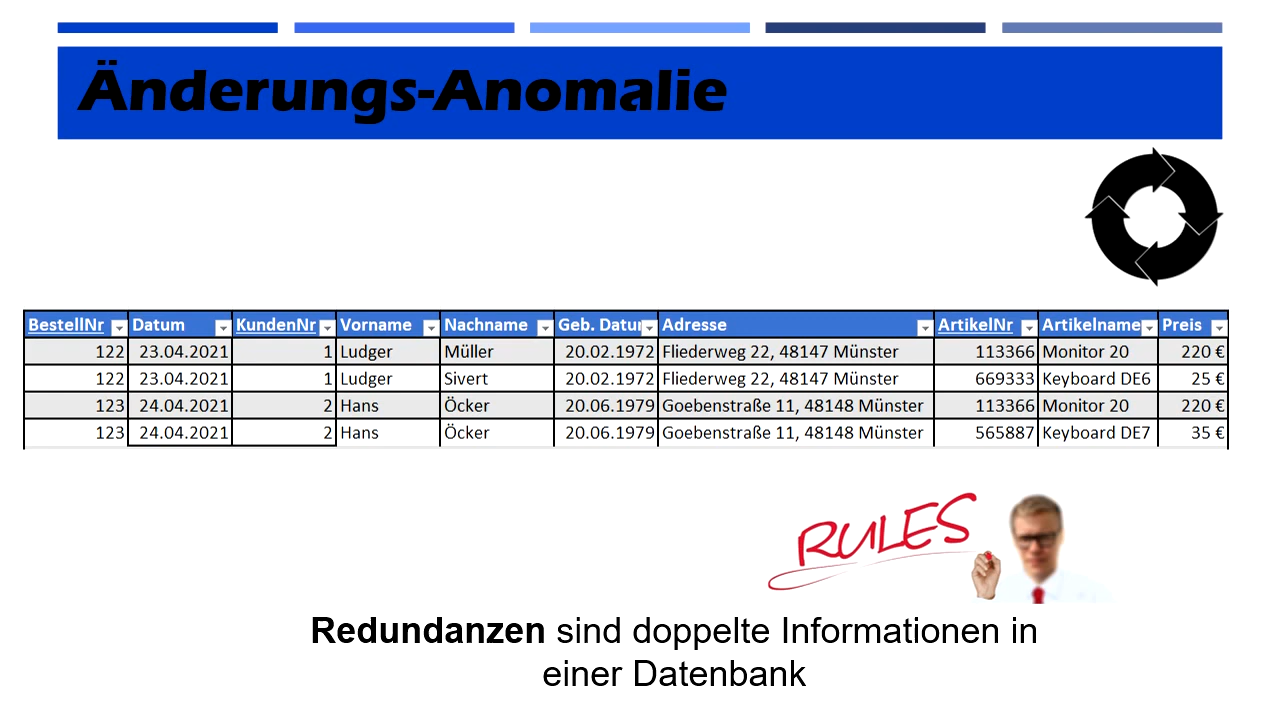 Änderungs-Anomalie
BestellNr Datum KundenNr Vorname Nachname Geb. Datum Adresse ArtikelNr Artikelname Preis
122 23.04.2021 1 Ludger Müller 20.02.1972 Fliederweg 22, 48147 Münster 113366 Monitor 20 220 €
122 23.04.2021 1 Ludger Sivert 20.02.1972 Fliederweg 22, 48147 Münster 669333 Keyboard DE6 25 €
123 24.04.2021 2 Hans Öcker 20.06.1979 Goebenstraße 11, 48148 Münster 113366 Monitor 20 220 €
123 24.04.2021 2 Hans Öcker 20.06.1979 Goebenstraße 11, 48148 Münster 565887 Keyboard DE7 35 €
RULES
Redundanzen sind doppelte Informationen in
einer Datenbank